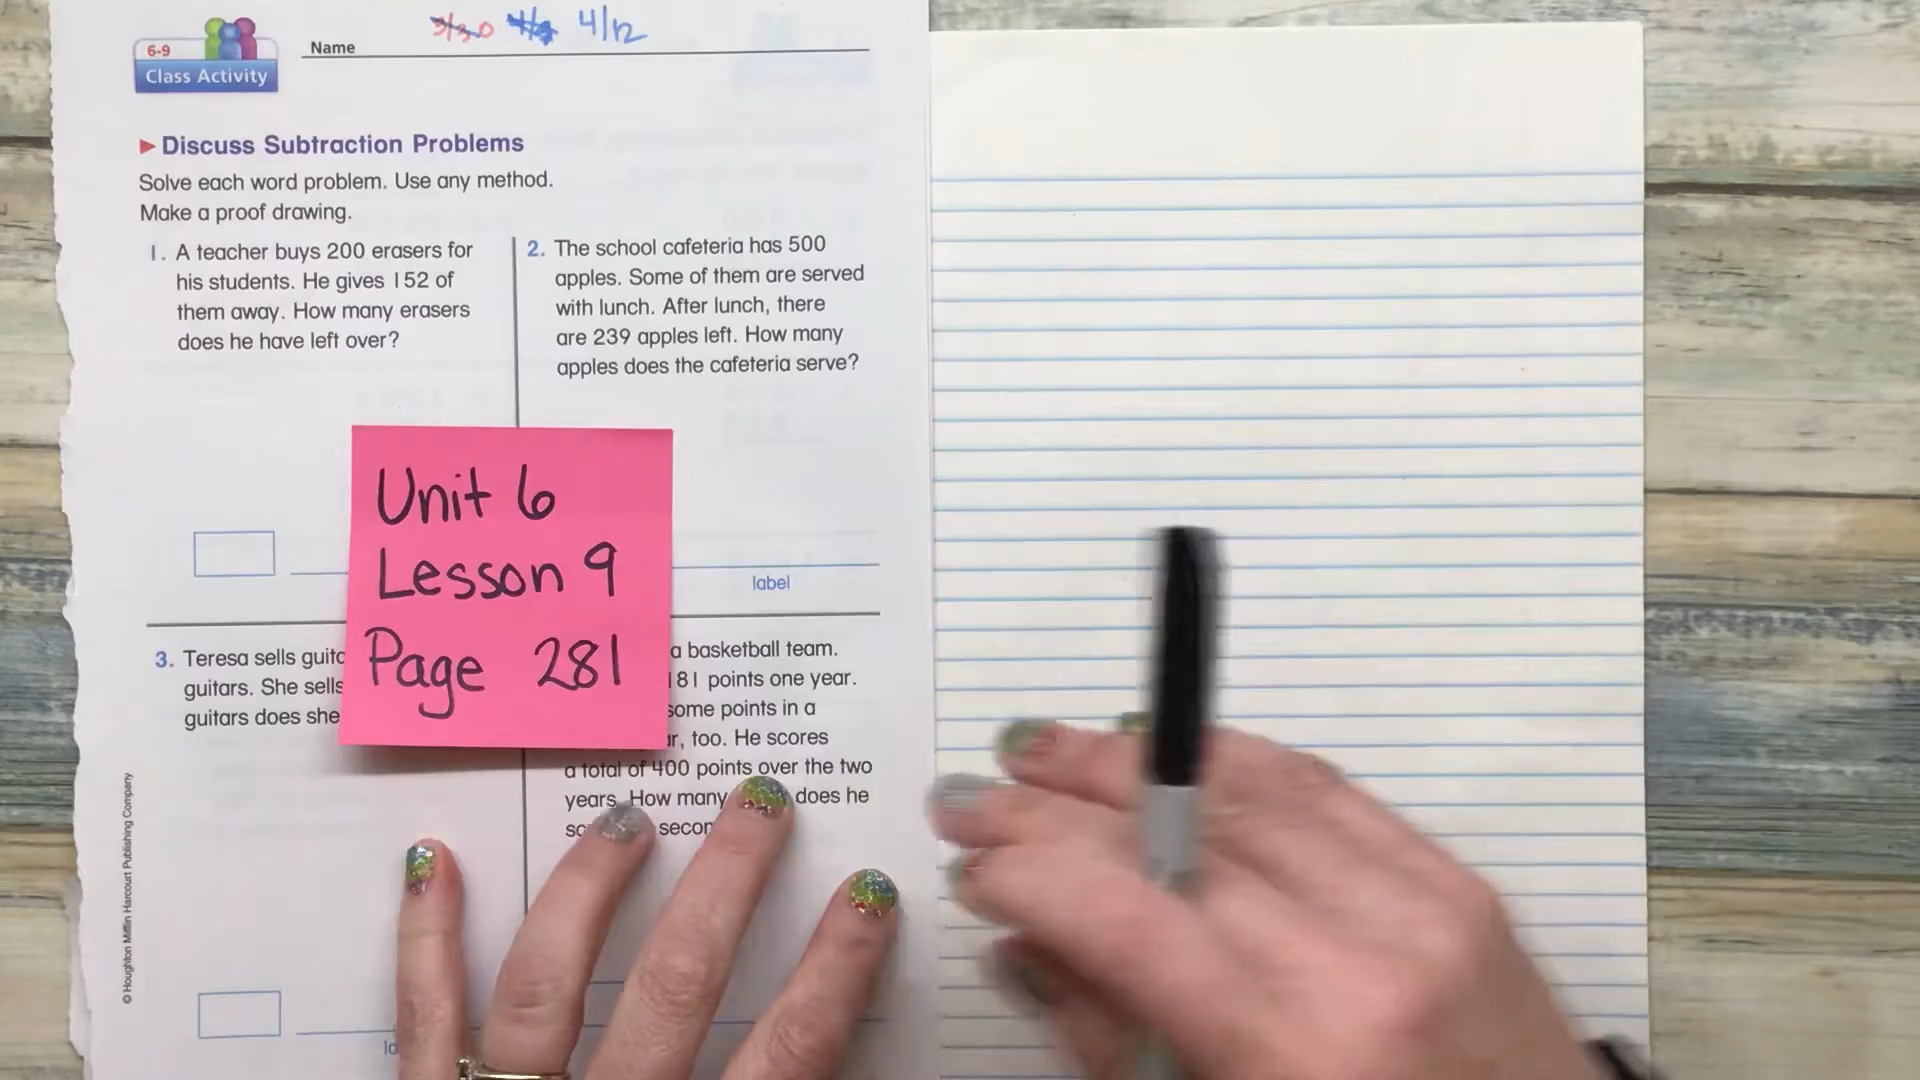 6-9
Class Activity
Name
3/30 4/12
Discuss Subtraction Problems
Solve each word problem. Use any method.
Make a proof drawing.
1. A teacher buys 200 erasers for
his students. He gives 152 of
them away. How many erasers
does he have left over?
2. The school cafeteria has 500
apples. Some of them are served
with lunch. After lunch, there
are 239 apples left. How many
apples does the cafeteria serve?
label
Unit 6
Lesson 9
Page 281
3. Teresa sells
guitars. She sells
guitars does she
a basketball team.
181 points one year.
some points in a
too. He scores
a total of 400 points over the two
years. How many does he
© Houghton Mifflin Harcourt Publishing Company